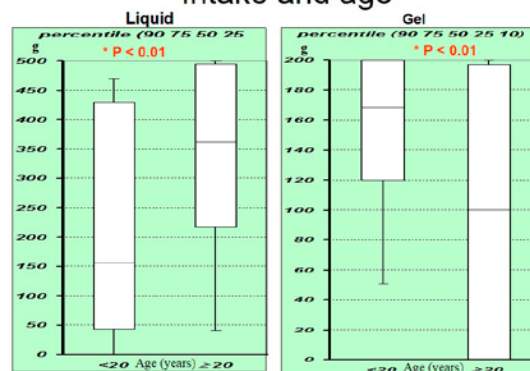 Intake and age
Liquid
percentile (90 75 50 25
g
* P < 0.01
500
450
400
350
300
250
200
150
100
50
0
<20 Age (years) ≥20
Gel
percentile (90 75 50 25 10)
g
* P < 0.01
200
180
160
140
120
100
80
60
40
20
0
<20 Age (years) ≥20